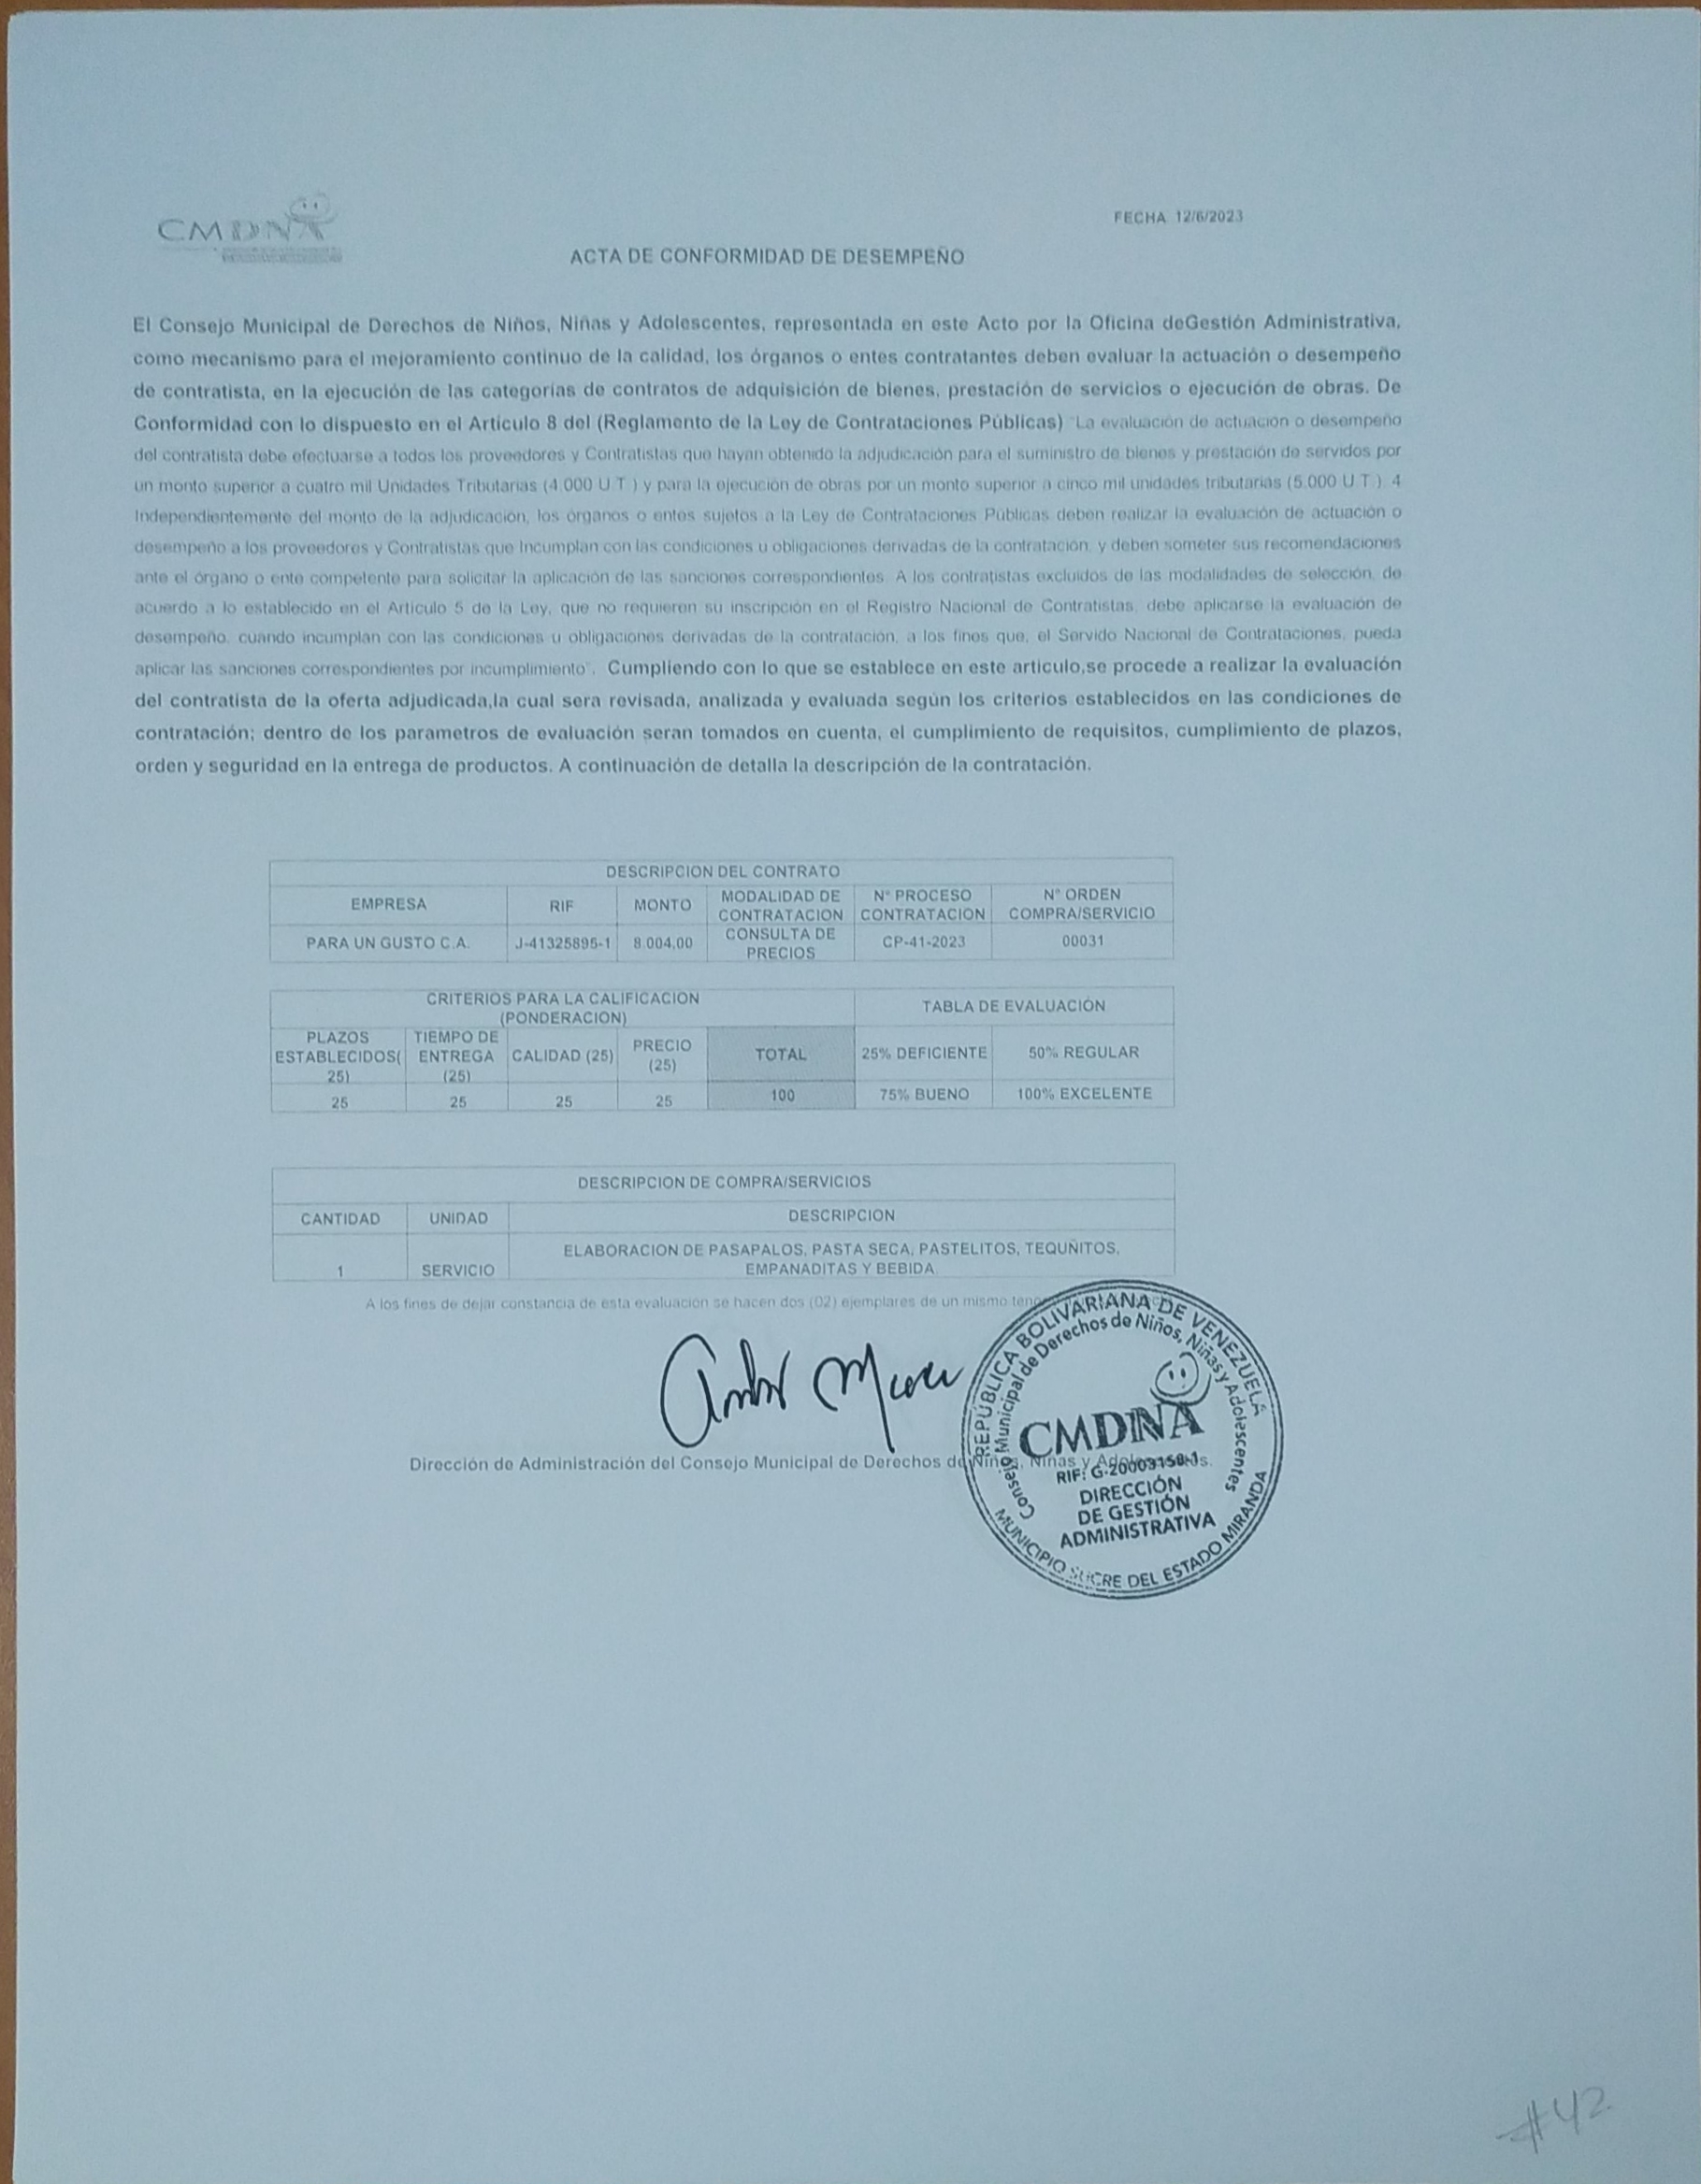 CMDNA
FECHA 12/6/2023
ACTA DE CONFORMIDAD DE DESEMPEÑO
El Consejo Municipal de Derechos de Niños, Niñas y Adolescentes, representada en este Acto por la Oficina deGestión Administrativa,
como mecanismo para el mejoramiento continuo de la calidad, los órganos o entes contratantes deben evaluar la actuación o desempeño
de contratista, en la ejecución de las categorías de contratos de adquisición de bienes, prestación de servicios o ejecución de obras. De
Conformidad con lo dispuesto en el Artículo 8 del (Reglamento de la Ley de Contrataciones Públicas) "La evaluación de actuación o desempeño
del contratista debe efectuarse a todos los proveedores y Contratistas que hayan obtenido la adjudicación para el suministro de bienes y prestación de servidos por
un monto superior a cuatro mil Unidades Tributarias (4.000 U.T.) y para la ejecución de obras por un monto superior a cinco mil unidades tributarias (5.000 U.T.). 4
Independientemente del monto de la adjudicación, los órganos o entes sujetos a la Ley de Contrataciones Públicas deben realizar la evaluación de actuación o
desempeño a los proveedores y Contratistas que Incumplan con las condiciones u obligaciones derivadas de la contratación, y deben someter sus recomendaciones
ante el órgano o ente competente para solicitar la aplicación de las sanciones correspondientes. A los contratistas excluidos de las modalidades de selección, de
acuerdo a lo establecido en el Artículo 5 de la Ley, que no requieren su inscripción en el Registro Nacional de Contratistas, debe aplicarse la evaluación de
desempeño, cuando incumplan con las condiciones u obligaciones derivadas de la contratación, a los fines que, el Servido Nacional de Contrataciones, pueda
aplicar las sanciones correspondientes por incumplimiento". Cumpliendo con lo que se establece en este articulo,se procede a realizar la evaluación
del contratista de la oferta adjudicada,la cual sera revisada, analizada y evaluada según los criterios establecidos en las condiciones de
contratación; dentro de los parametros de evaluación seran tomados en cuenta, el cumplimiento de requisitos, cumplimiento de plazos,
orden y seguridad en la entrega de productos. A continuación de detalla la descripción de la contratación.
DESCRIPCION DEL CONTRATO
EMPRESA RIF MONTO MODALIDAD DE CONTRATACION N° PROCESO CONTRATACION N° ORDEN COMPRA/SERVICIO
PARA UN GUSTO C.A. J-41325895-1 8.004,00 CONSULTA DE PRECIOS CP-41-2023 00031
CRITERIOS PARA LA CALIFICACION (PONDERACION) TABLA DE EVALUACIÓN
PLAZOS ESTABLECIDOS( 25) TIEMPO DE ENTREGA (25) CALIDAD (25) PRECIO (25) TOTAL 25% DEFICIENTE 50% REGULAR
25 25 25 25 100 75% BUENO 100% EXCELENTE
DESCRIPCION DE COMPRA/SERVICIOS
CANTIDAD UNIDAD DESCRIPCION
1 SERVICIO ELABORACION DE PASAPALOS, PASTA SECA, PASTELITOS, TEQUÑITOS, EMPANADITAS Y BEBIDA
A los fines de dejar constancia de esta evaluación se hacen dos (02) ejemplares de un mismo
Dirección de Administración del Consejo Municipal de Derechos de Niños, Niñas y Adolescentes.
REPÚBLICA BOLIVARIANA DE VENEZUELA
Consejo Municipal de Derechos de Niños, Niñas y Adolescentes
CMDNA
RIF: G-20003158-1
DIRECCIÓN
DE GESTIÓN
ADMINISTRATIVA
MUNICIPIO SUCRE DEL ESTADO MIRANDA
#42